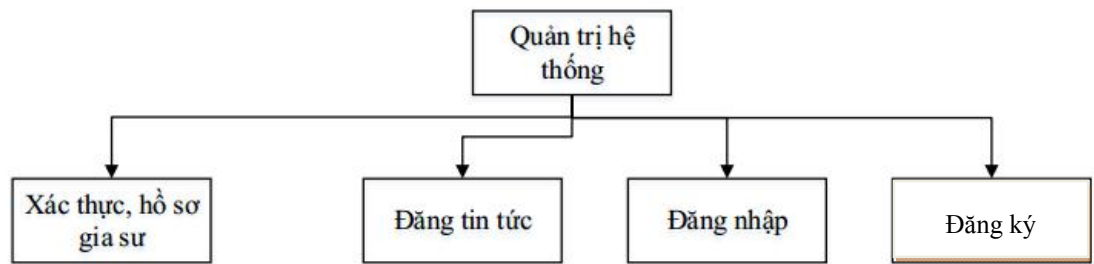 Quản trị hệ
thống
Xác thực, hồ sơ
gia sư
Đăng tin tức
Đăng nhập
Đăng ký